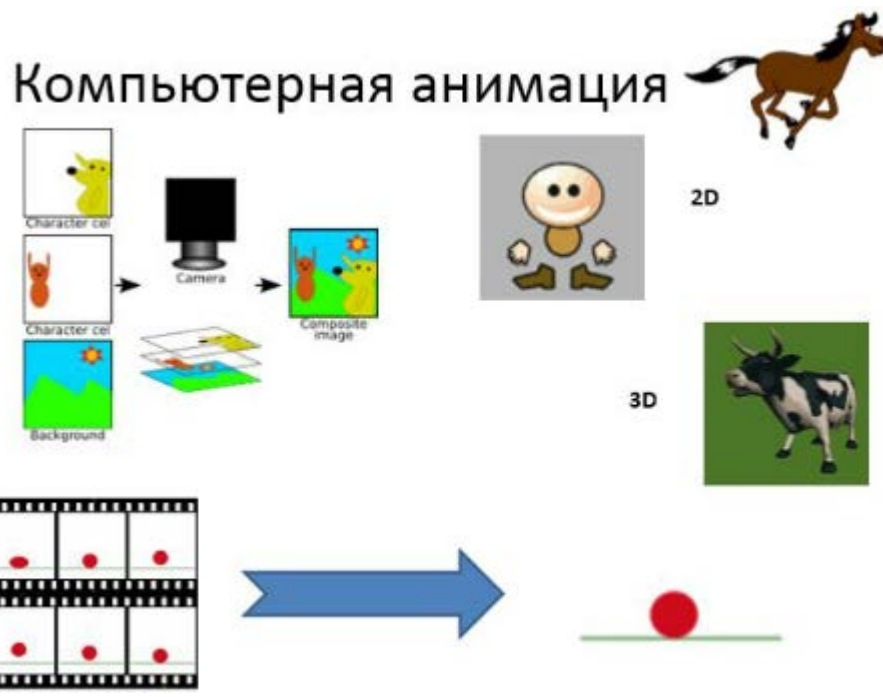 Компьютерная анимация
Character cel
Character cel
Background
Camera
Composite
image
2D
3D